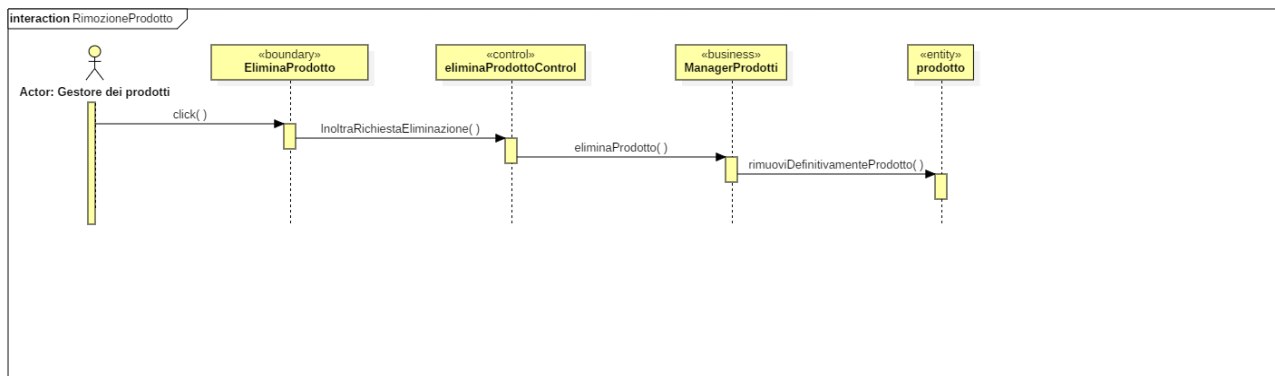 interaction RimozioneProdotto
«boundary»
EliminaProdotto
«control»
eliminaProdottoControl
«business»
ManagerProdotti
«entity»
prodotto
Actor: Gestore dei prodotti
click( )
InoltraRichiestaEliminazione( )
eliminaProdotto( )
rimuoviDefinitivamenteProdotto( )